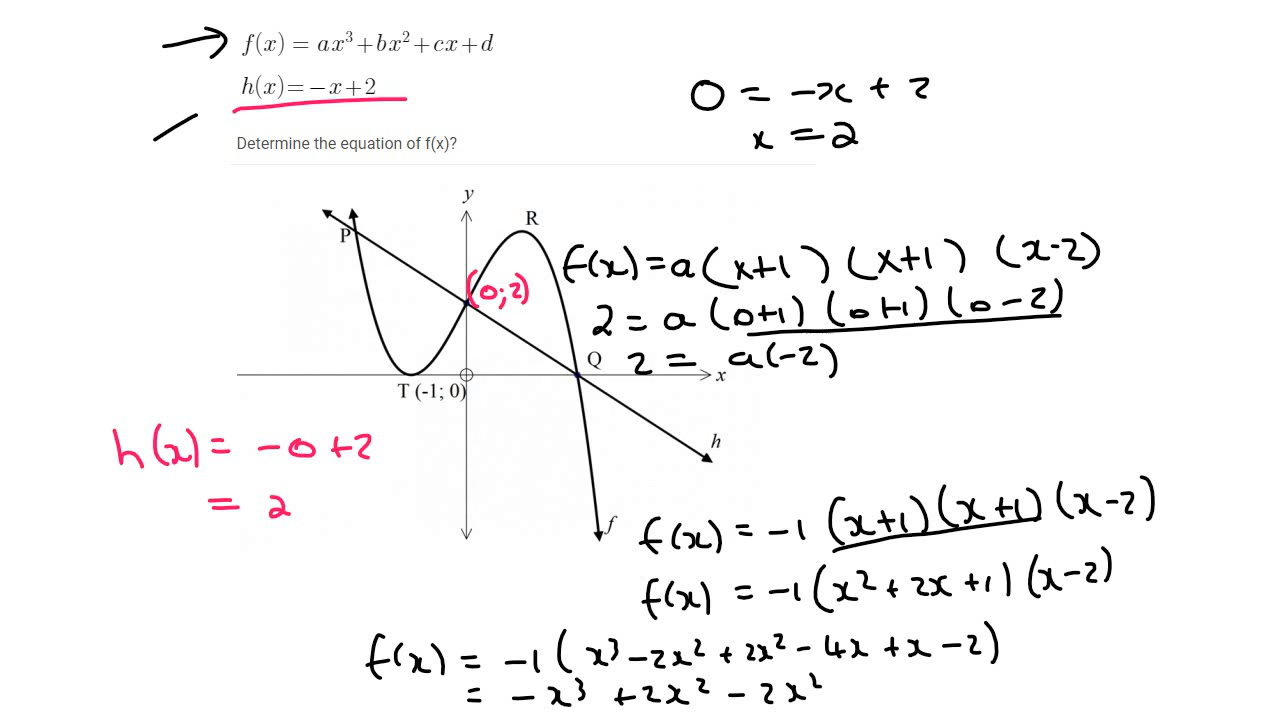 f(x) = ax³+bx²+cx+d
h(x)=−x+2
0 = -x + 2
x = 2
Determine the equation of f(x)?
y
R
P
f(x) = a(x+1)(x+1)(x-2)
(0;2)
2 = a(0+1)(0+1)(0-2)
Q
2 = a(-2)
x
T (-1; 0)
h
h(x) = -0+2
= 2
f
f(x) = -1(x+1)(x+1)(x-2)
f(x) = -1(x²+2x+1)(x-2)
f(x) = -1(x³-2x²+2x²-4x+x-2)
= -x³+2x²-2x²